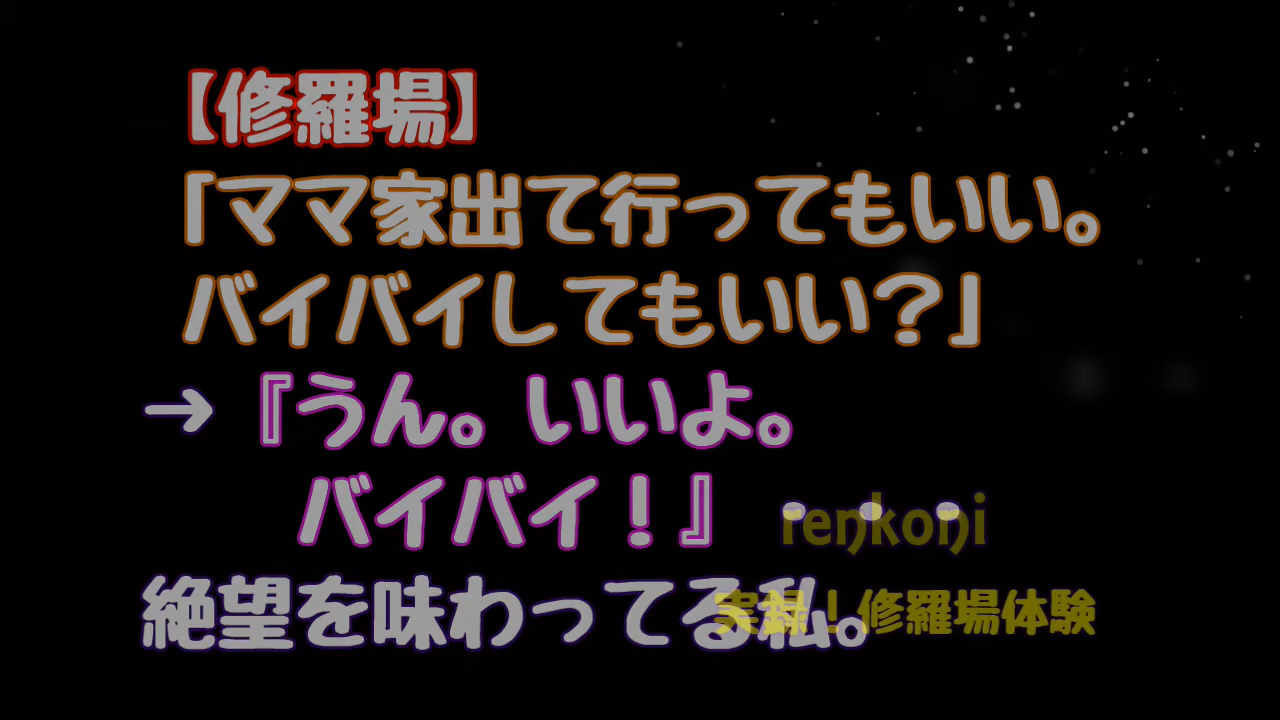 【修羅場】
「ママ家出て行ってもいい。
バイバイしてもいい？」
→『うん。いいよ。
バイバイ！』・・・
renkoni
絶望を味わってる私。
実録！修羅場体験